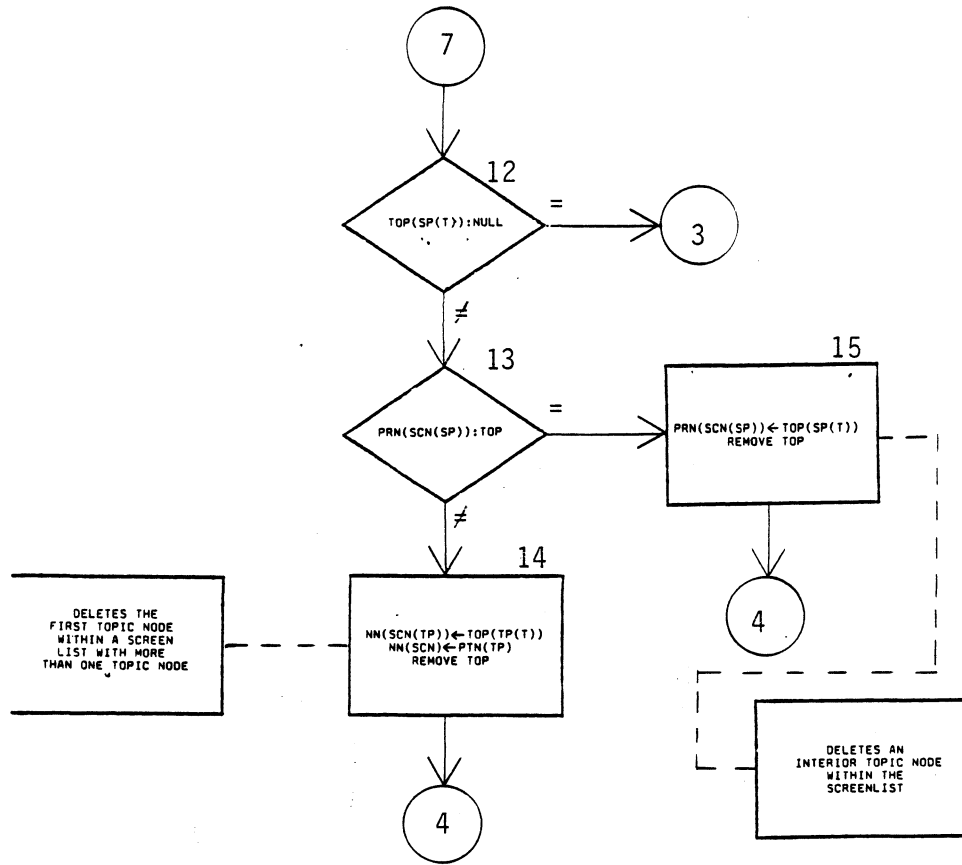 7
12
TOP(SP(T)):NULL
=
3
≠
13
PRN(SCN(SP)):TOP
=
15
PRN(SCN(SP))←TOP(SP(T))
REMOVE TOP
≠
14
DELETES THE
FIRST TOPIC NODE
WITHIN A SCREEN
LIST WITH MORE
THAN ONE TOPIC NODE
NN(SCN(TP))←TOP(TP(T))
NN(SCN)←PTN(TP)
REMOVE TOP
4
DELETES AN
INTERIOR TOPIC NODE
WITHIN THE
SCREENLIST
4